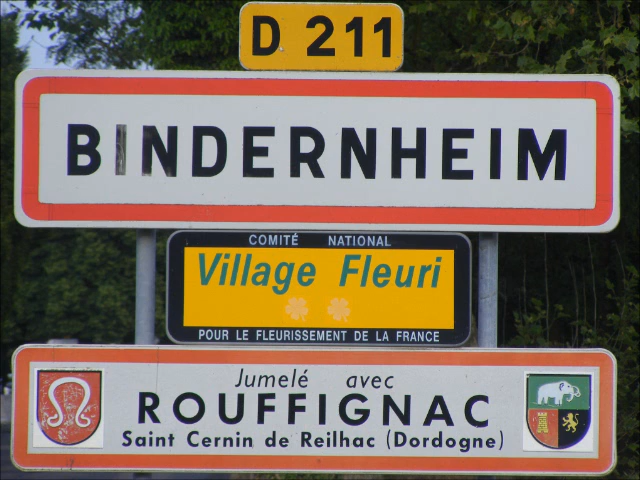 D 211
BINDERNHEIM
COMITÉ NATIONAL
Village Fleuri
POUR LE FLEURISSEMENT DE LA FRANCE
Jumelé avec
ROUFFIGNAC
Saint Cernin de Reilhac (Dordogne)